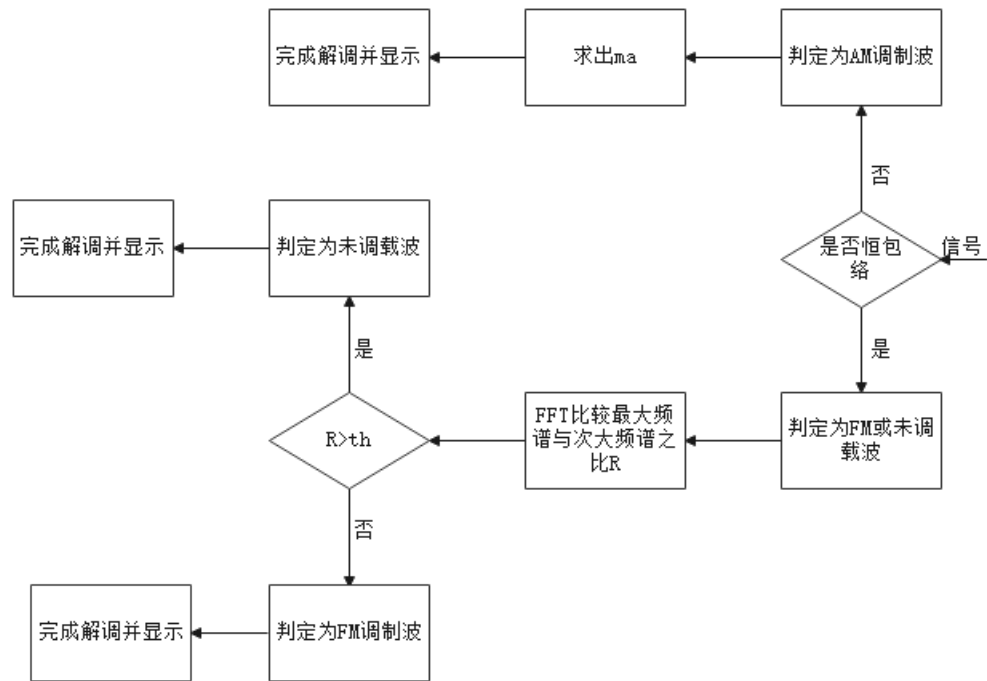 完成解调并显示
求出ma
判定为AM调制波
否
完成解调并显示
判定为未调载波
是否恒包
络
信号
是
是
R>th
FFT比较最大频
谱与次大频谱之
比R
判定为FM或未调
载波
否
完成解调并显示
判定为FM调制波